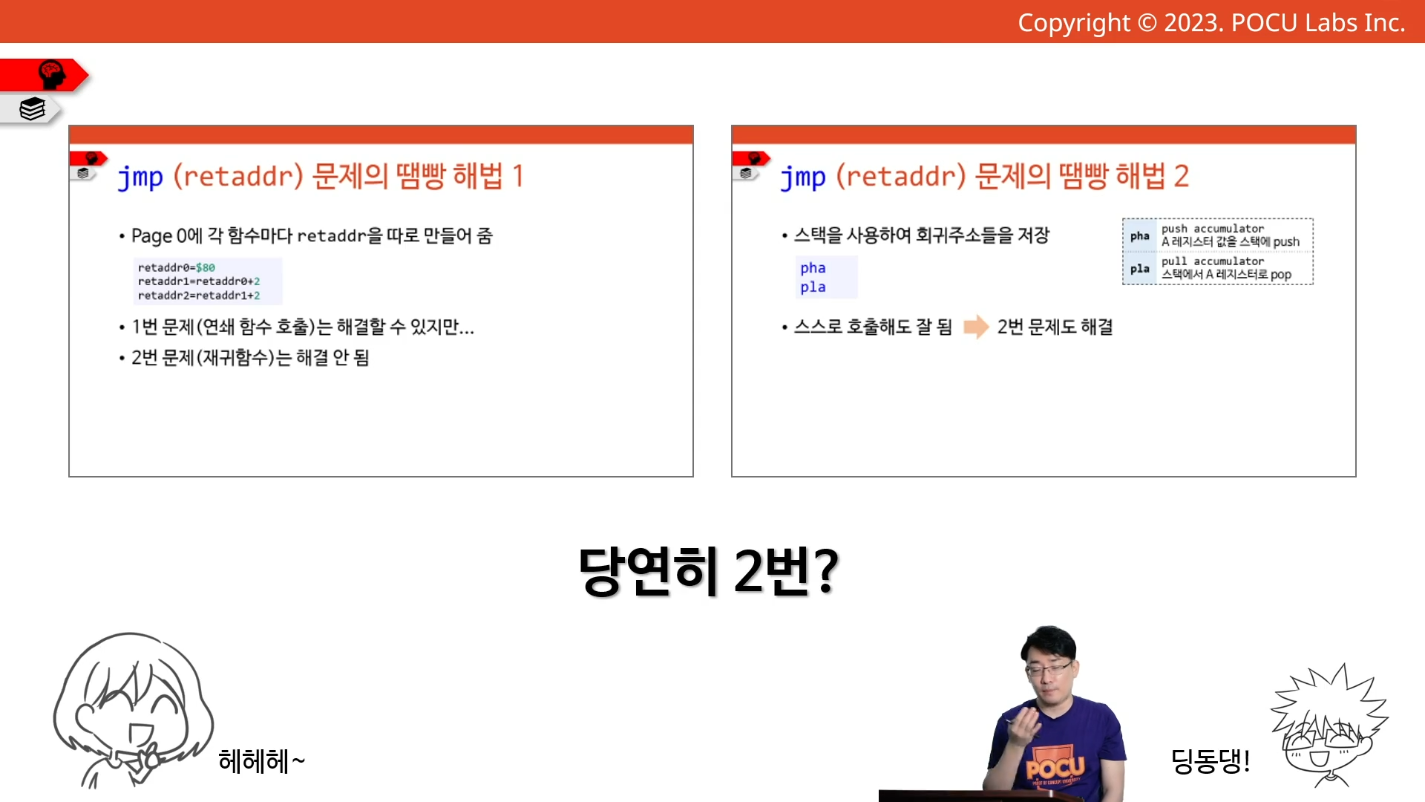 Copyright © 2023. POCU Labs Inc.
jmp (retaddr) 문제의 땜빵 해법 1
• Page 0에 각 함수마다 retaddr을 따로 만들어 줌
retaddr0=$80
retaddr1=retaddr0+2
retaddr2=retaddr1+2
• 1번 문제(연쇄 함수 호출)는 해결할 수 있지만...
• 2번 문제(재귀함수)는 해결 안 됨
jmp (retaddr) 문제의 땜빵 해법 2
• 스택을 사용하여 회귀주소들을 저장
pha
pla
pha push accumulator
A 레지스터 값을 스택에 push
pla pull accumulator
스택에서 A 레지스터로 pop
• 스스로 호출해도 잘 됨 2번 문제도 해결
당연히 2번?
헤헤헤~
POCU
딩동댕!